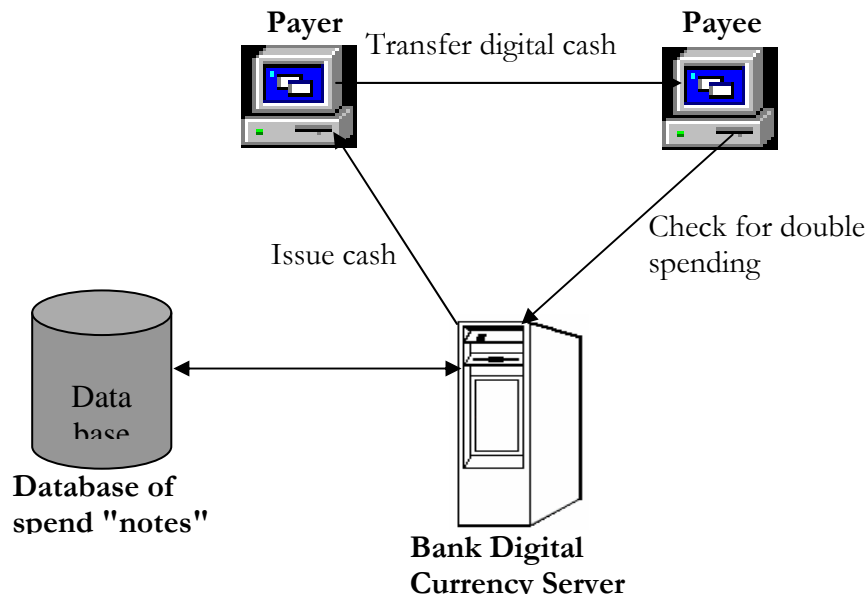 Payer
Payee
Transfer digital cash
Issue cash
Check for double
spending
Data
base
Database of
spend "notes"
Bank Digital
Currency Server